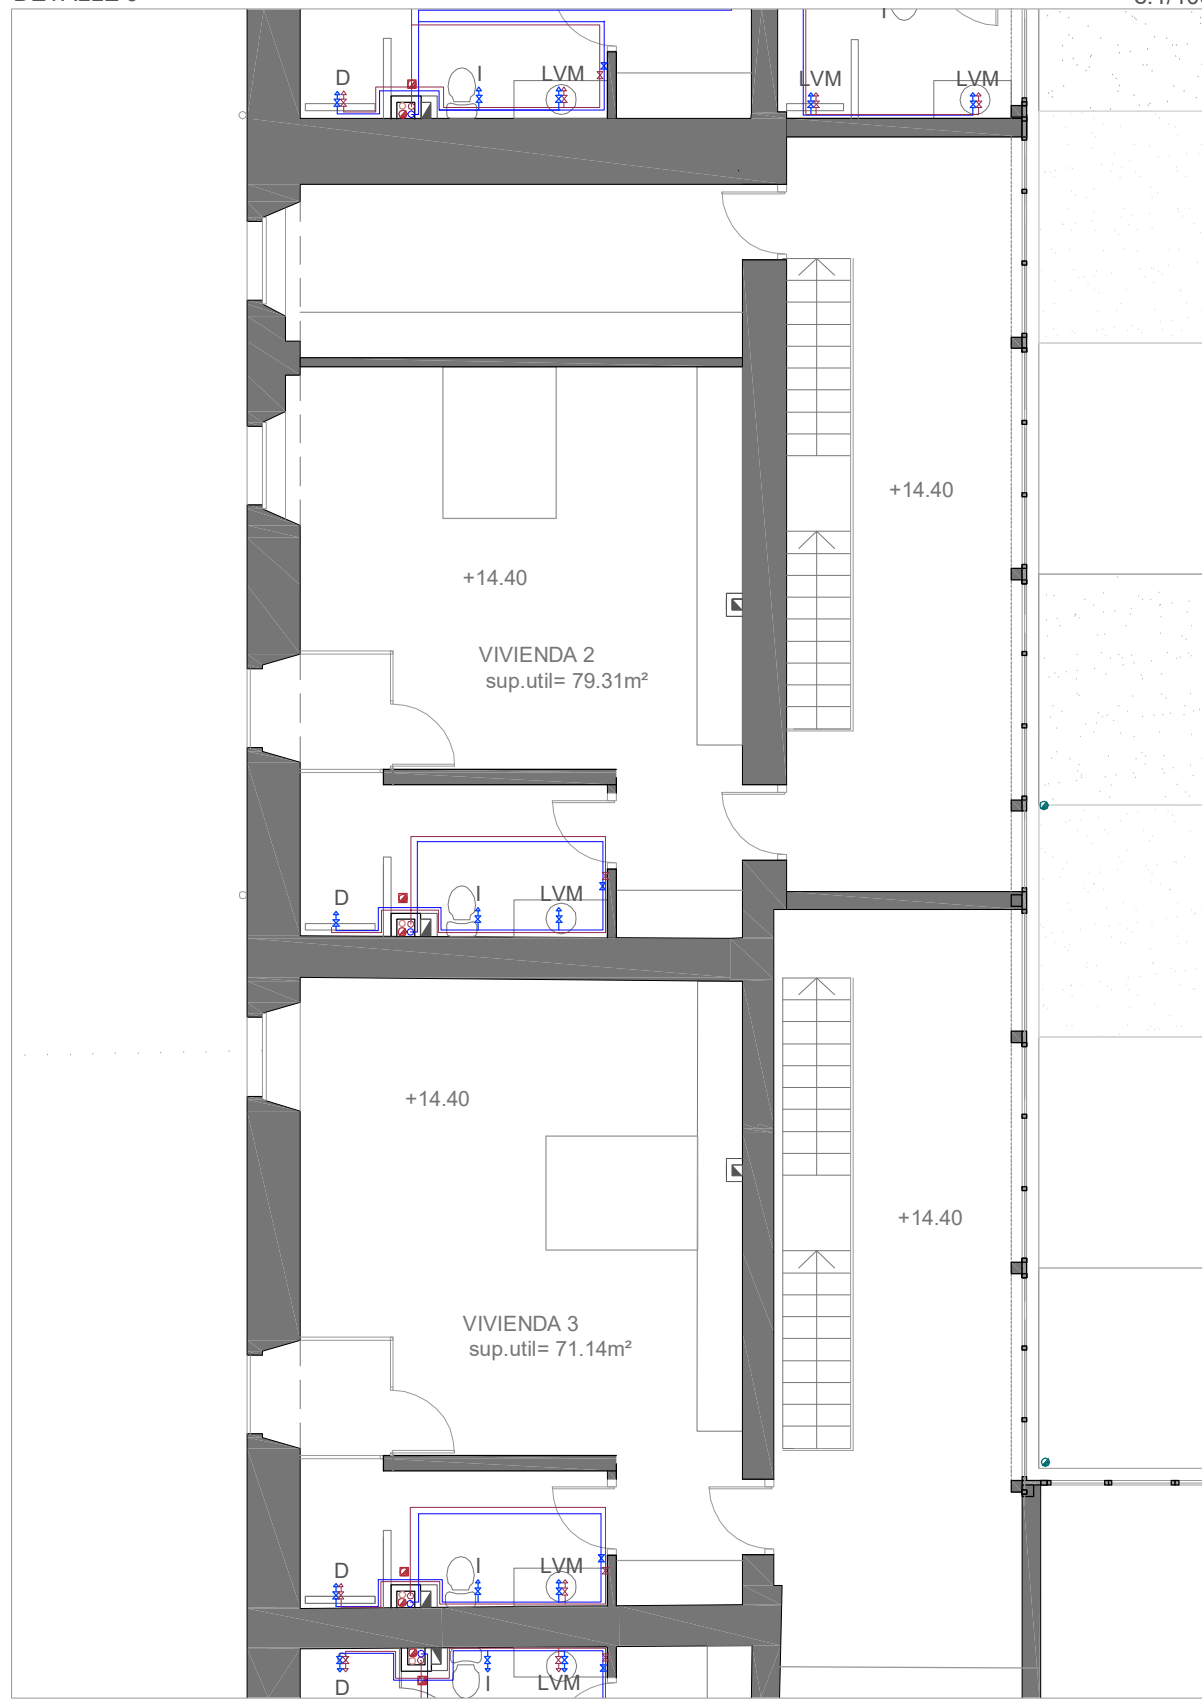 D
I
LVM
LVM
LVM
+14.40
+14.40
VIVIENDA 2
sup.util= 79.31m²
D
I
LVM
+14.40
+14.40
VIVIENDA 3
sup.util= 71.14m²
D
I
LVM
D
I
LVM